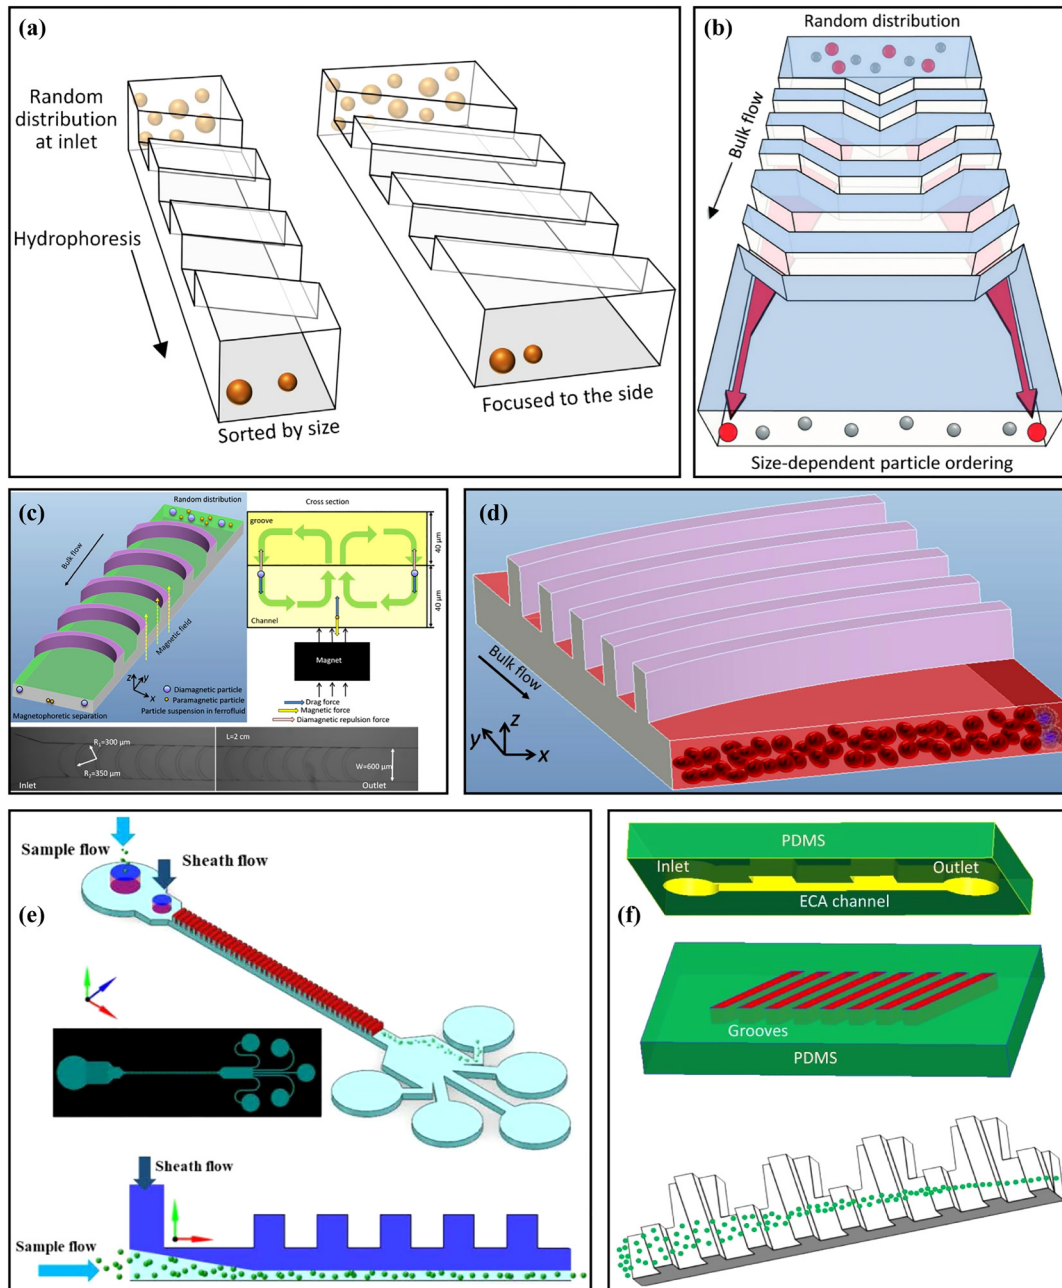 (a)
Random
distribution
at inlet
Hydrophoresis
Sorted by size
Focused to the side
(b)
Random distribution
Bulk flow
Size-dependent particle ordering
(c)
Random distribution
Bulk flow
Magnetic field
z
y
x
Diamagnetic particle
Paramagnetic particle
Magnetophoretic separation
Particle suspension in ferrofluid
Cross section
groove
40 µm
Channel
40 µm
Magnet
Drag force
Magnetic force
Diamagnetic repulsion force
R₁=300 µm
R₂=350 µm
L=2 cm
W=600 µm
Inlet
Outlet
(d)
Bulk flow
z
y
x
(e)
Sample flow
Sheath flow
Sheath flow
Sample flow
(f)
PDMS
Inlet
Outlet
ECA channel
Grooves
PDMS